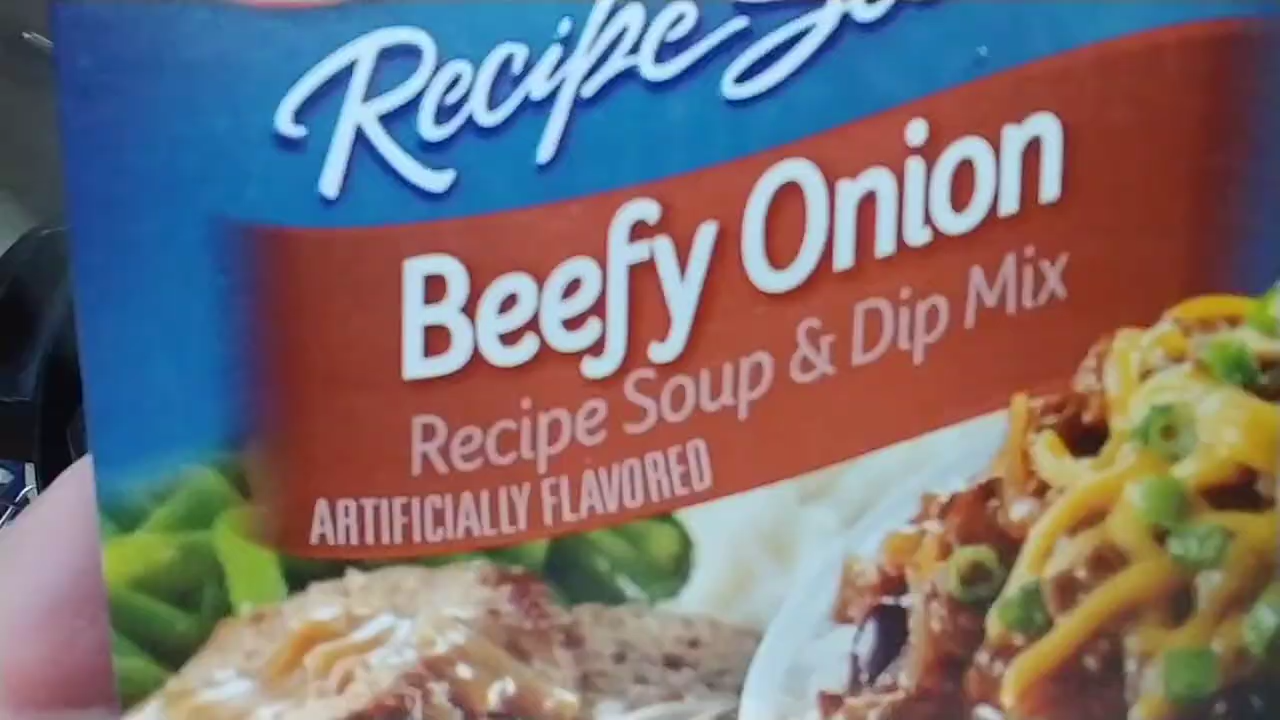 Recipe
Beefy Onion
Recipe Soup & Dip Mix
ARTIFICIALLY FLAVORED